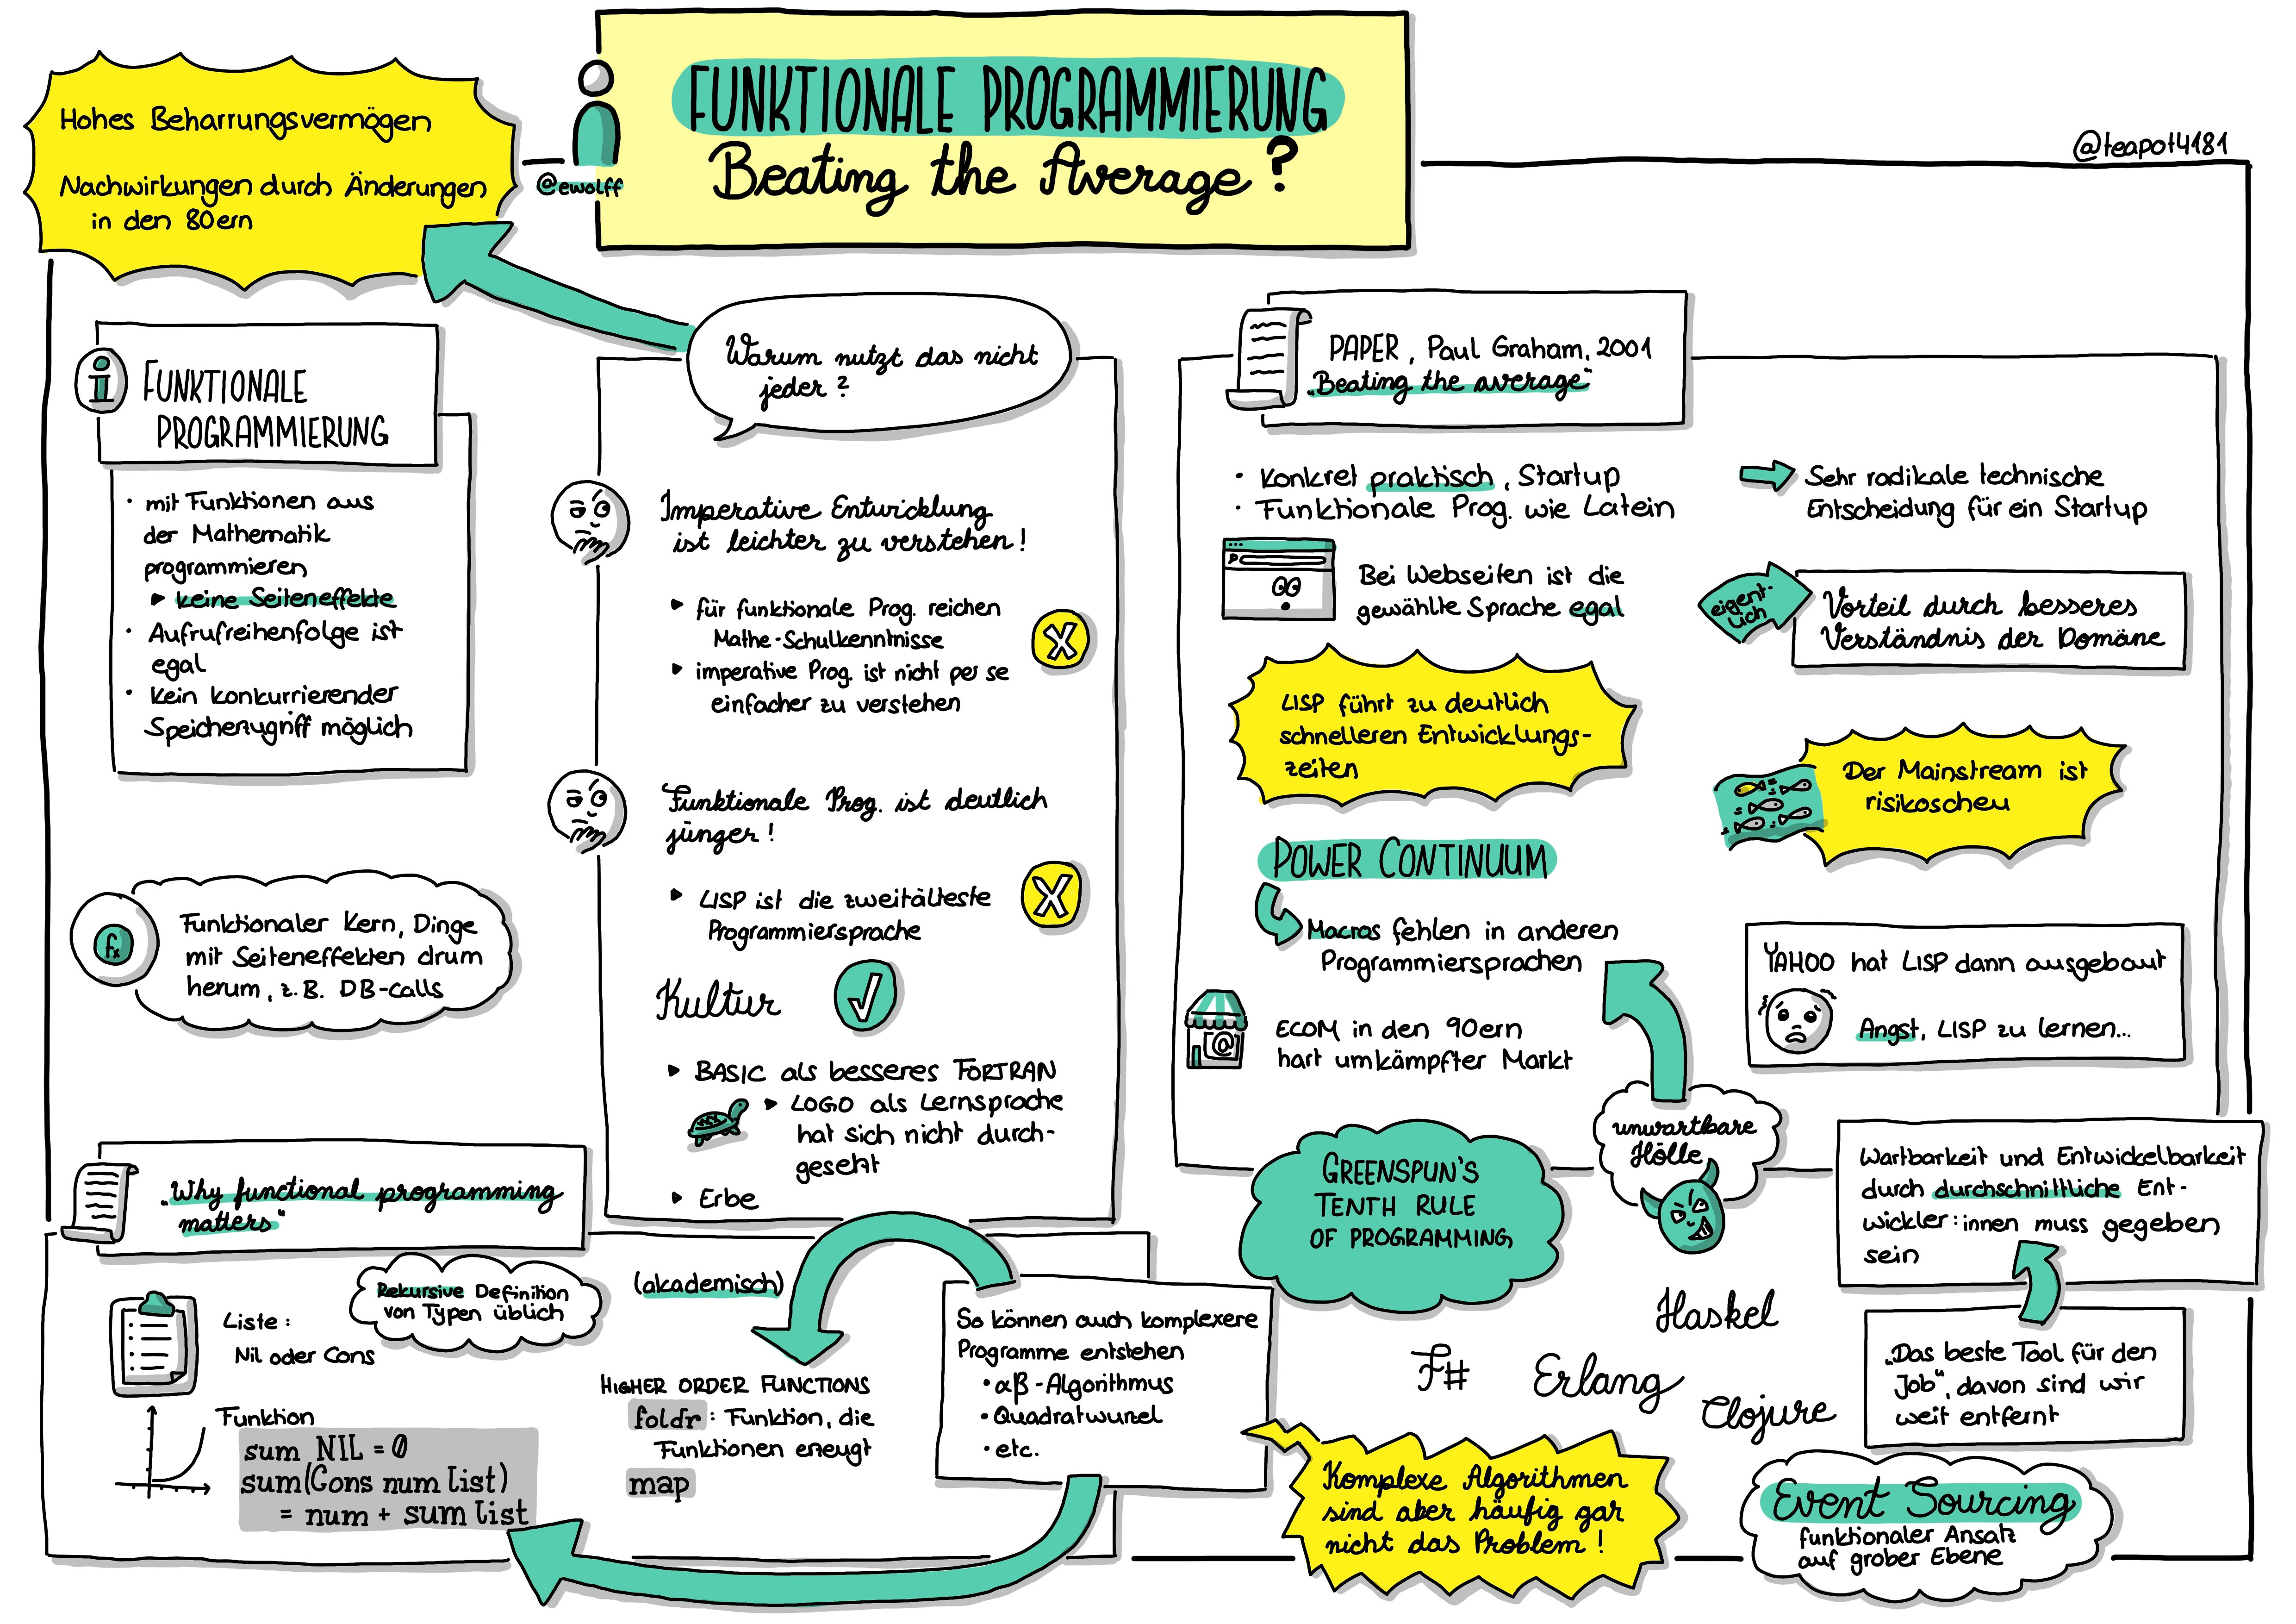 FUNKTIONALE PROGRAMMIERUNG
Beating the Average?
@ewolff
@teapot4181
Hohes Beharrungsvermögen
Nachwirkungen durch Änderungen
in den 80ern
FUNKTIONALE
PROGRAMMIERUNG
· mit Funktionen aus
der Mathematik
programmieren
▸ keine Seiteneffekte
· Aufrufreihenfolge ist
egal
· Kein konkurrierender
Speicherzugriff möglich
fx
Funktionaler Kern, Dinge
mit Seiteneffekten drum
herum, z.B. DB-calls
Warum nutzt das nicht
jeder?
Imperative Entwicklung
ist leichter zu verstehen!
▸ für funktionale Prog. reichen
Mathe-Schulkenntnisse
▸ imperative Prog. ist nicht per se
einfacher zu verstehen
X
Funktionale Prog. ist deutlich
jünger!
▸ LISP ist die zweitälteste
Programmiersprache
X
Kultur
▸ BASIC als besseres FORTRAN
▸ LOGO als Lernsprache
hat sich nicht durch-
gesetzt
▸ Erbe
PAPER, Paul Graham, 2001
„Beating the average"
· Konkret praktisch, Startup
· Funktionale Prog. wie Latein
Sehr radikale technische
Entscheidung für ein Startup
Bei Webseiten ist die
gewählte Sprache egal
eigent-
lich
Vorteil durch besseres
Verständnis der Domäne
LISP führt zu deutlich
schnelleren Entwicklungs-
zeiten
Der Mainstream ist
risikoscheu
POWER CONTINUUM
Macros fehlen in anderen
Programmiersprachen
@
ECOM in den 90ern
hart umkämpfter Markt
YAHOO hat LISP dann ausgebaut
Angst, LISP zu lernen...
GREENSPUN'S
TENTH RULE
OF PROGRAMMING
unwartbare
Hölle
Wartbarkeit und Entwickelbarkeit
durch durchschnittliche Ent-
wickler:innen muss gegeben
sein
„Das beste Tool für den
Job", davon sind wir
weit entfernt
Haskel
F#
Erlang
Clojure
Event Sourcing
funktionaler Ansatz
auf grober Ebene
„Why functional programming
matters"
Rekursive Definition
von Typen üblich
Liste:
Nil oder Cons
Funktion
sum NIL = 0
sum(Cons num list)
= num + sum list
(akademisch)
HIGHER ORDER FUNCTIONS
foldr: Funktion, die
Funktionen erzeugt
map
So können auch komplexere
Programme entstehen
· αβ-Algorithmus
· Quadratwurzel
· etc.
Komplexe Algorithmen
sind aber häufig gar
nicht das Problem!